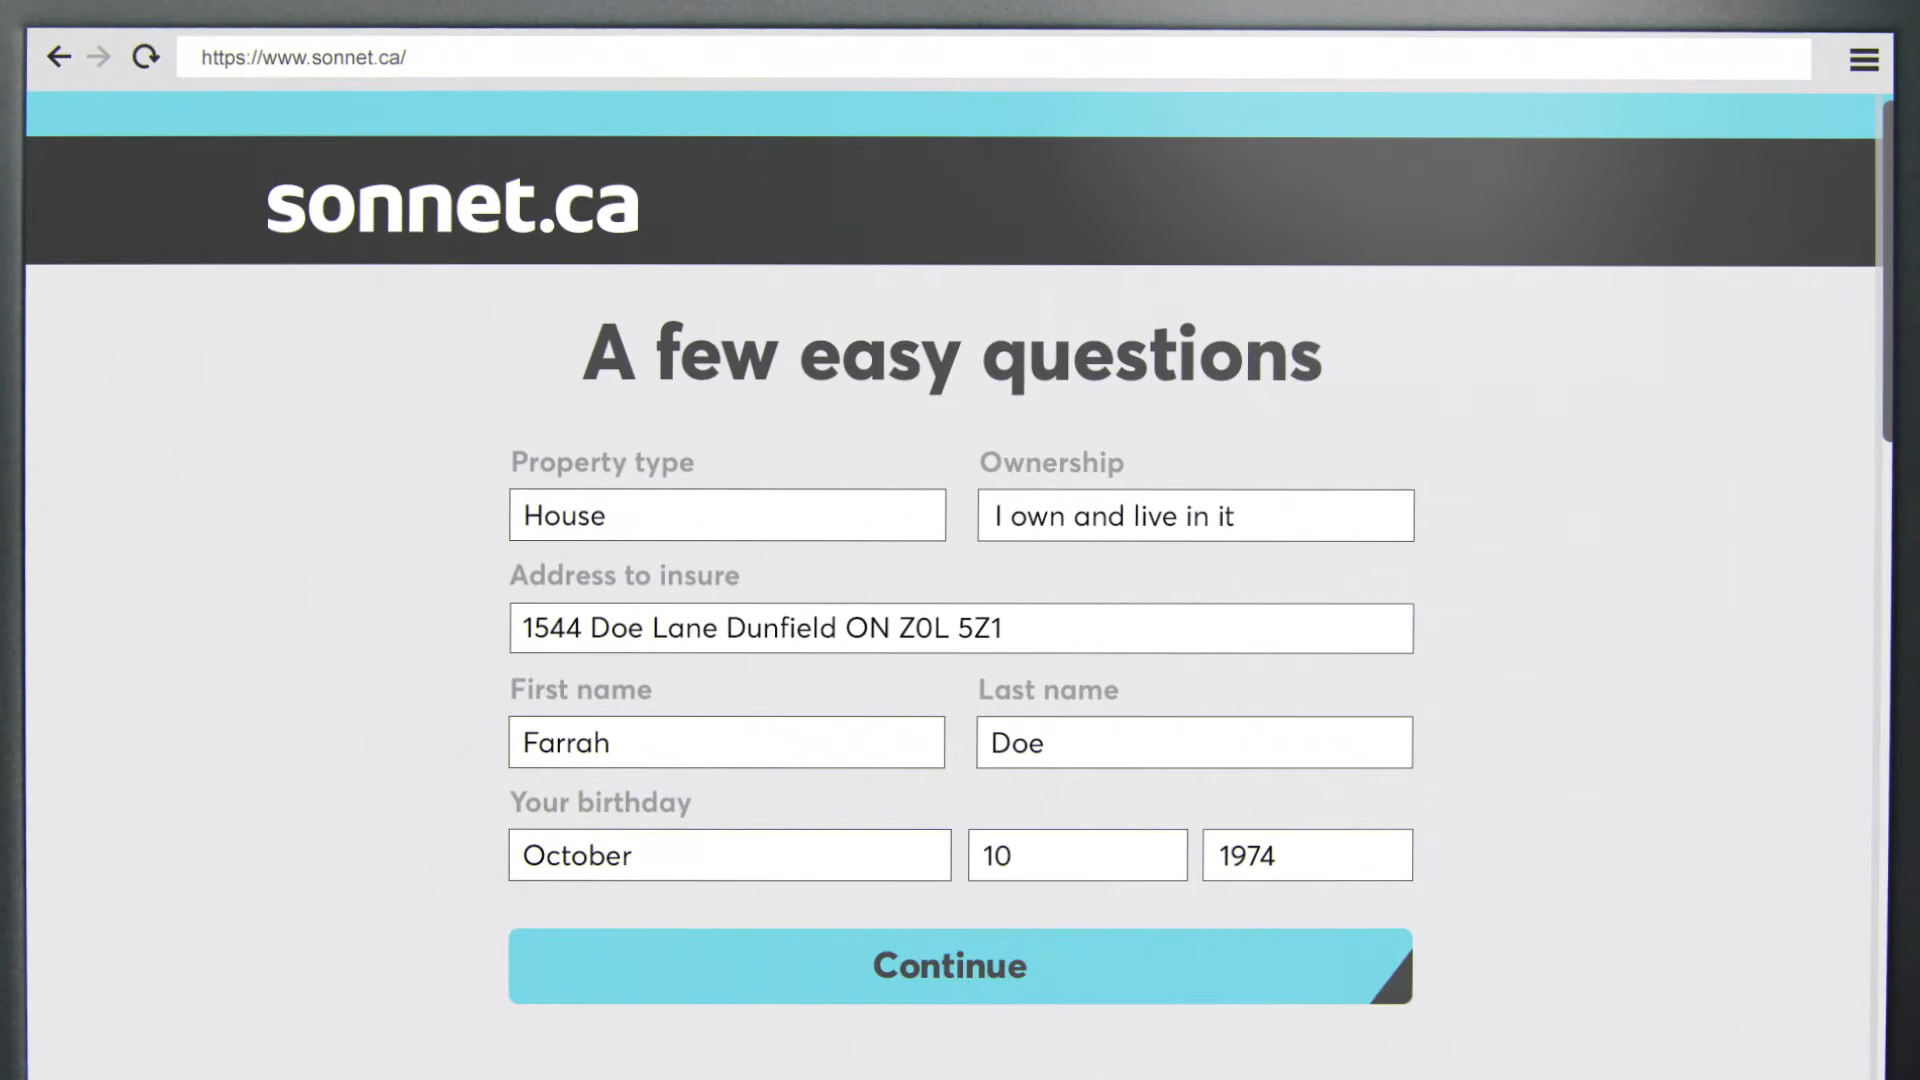 https://www.sonnet.ca/
sonnet.ca
A few easy questions
Property type Ownership
House I own and live in it
Address to insure
1544 Doe Lane Dunfield ON Z0L 5Z1
First name Last name
Farrah Doe
Your birthday
October 10 1974
Continue